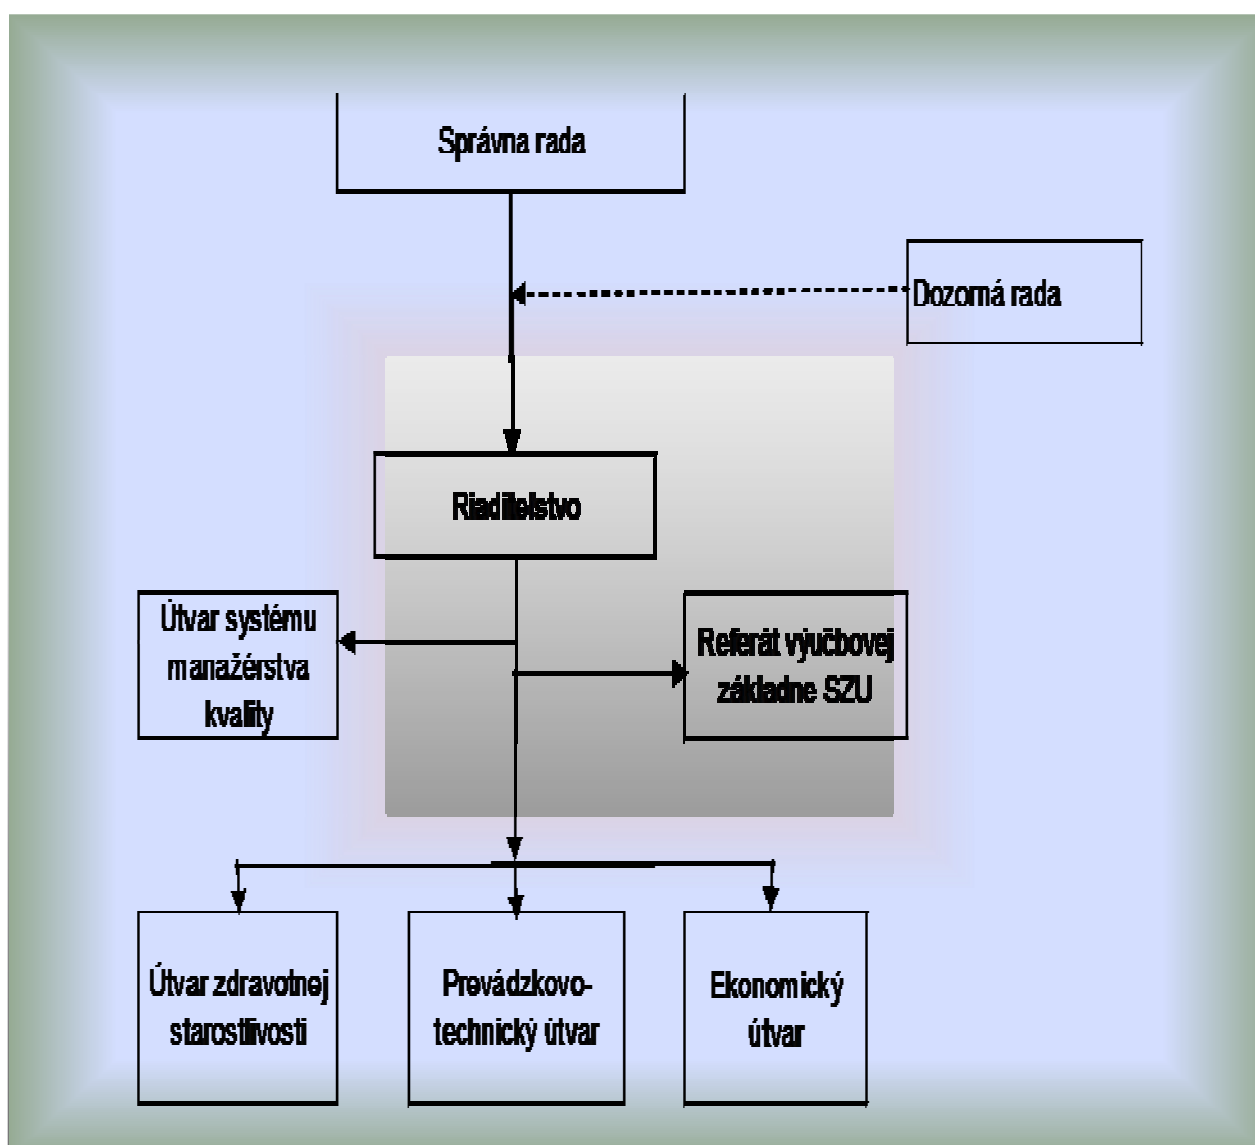 Správna rada
Dozorná rada
Riaditeľstvo
Útvar systému
manažérstva
kvality
Referát výučbovej
základne SZU
Útvar zdravotnej
starostlivosti
Prevádzkovo-
technický útvar
Ekonomický
útvar